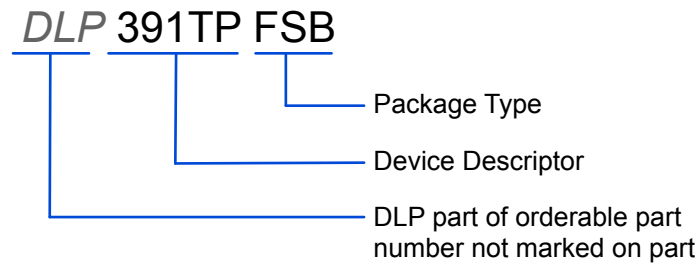 DLP 391TP FSB
Package Type
Device Descriptor
DLP part of orderable part
number not marked on part